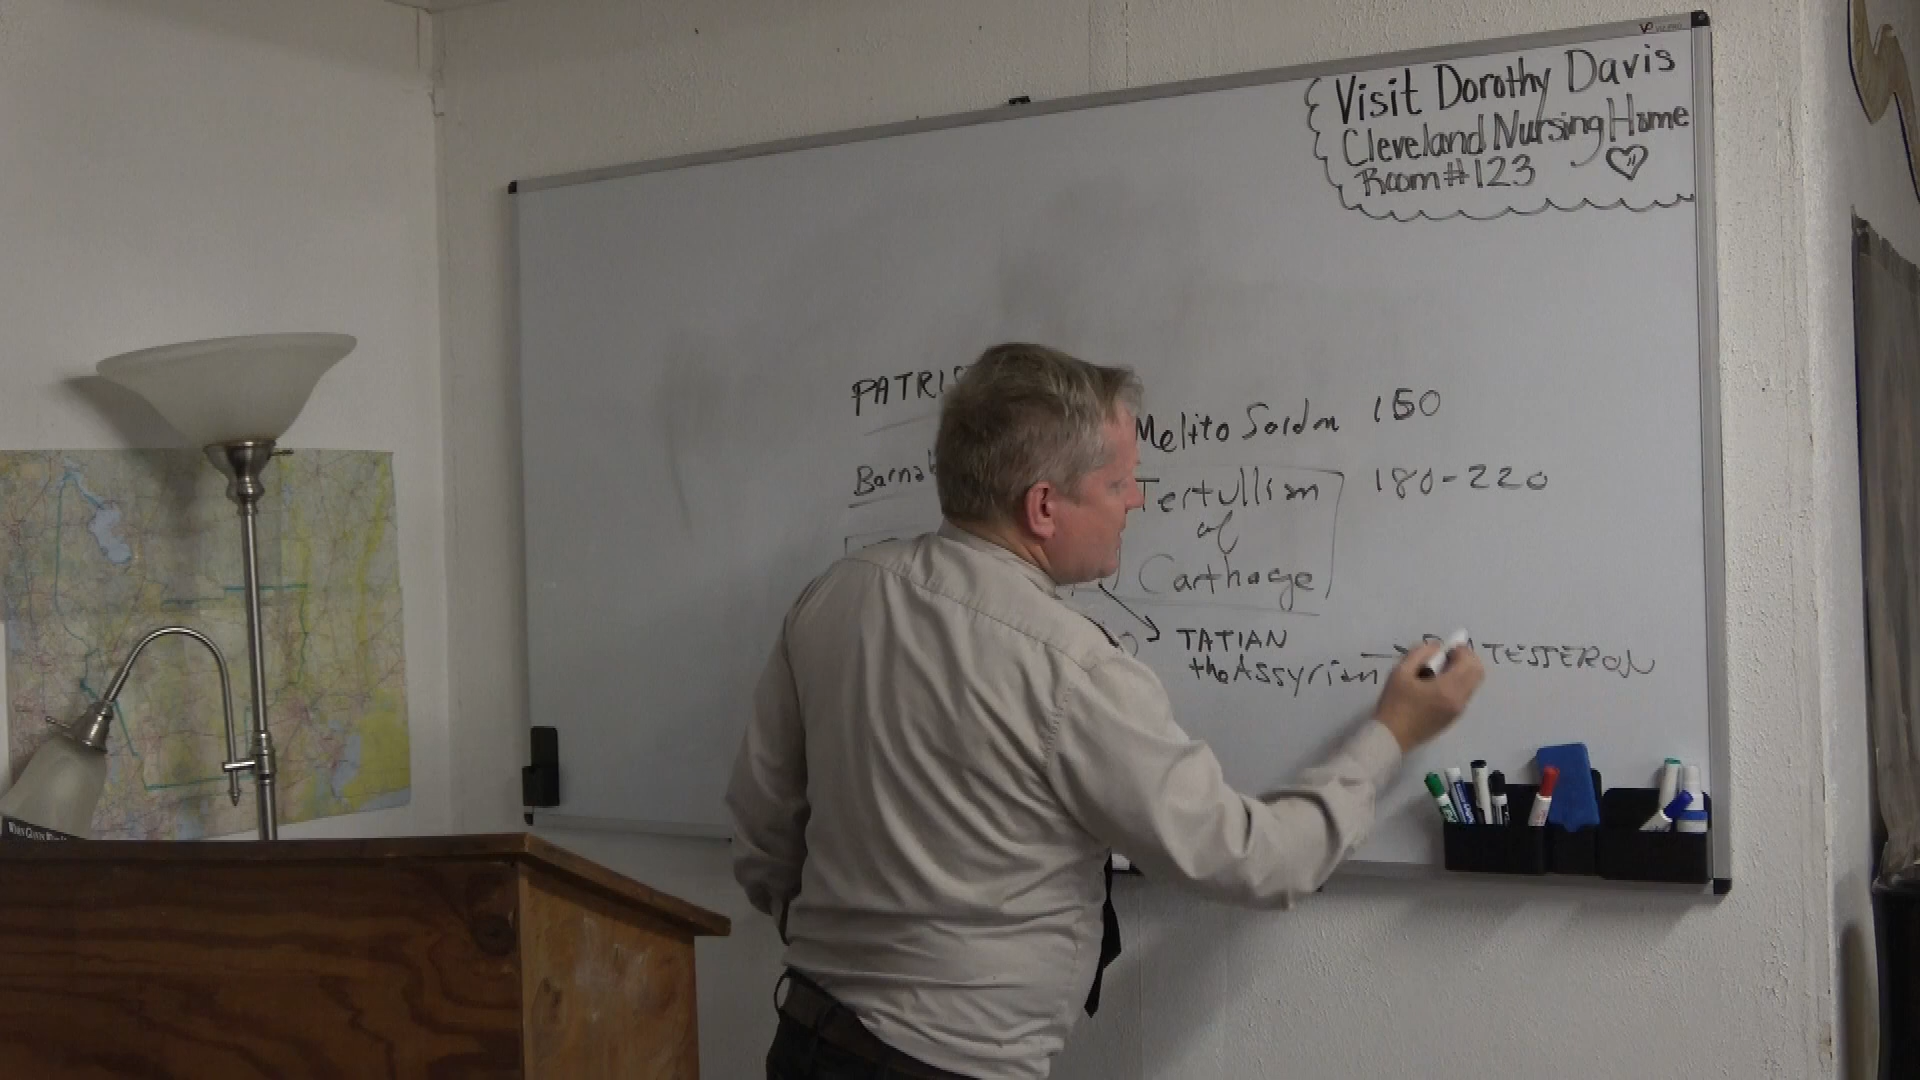 Visit Dorothy Davis
Cleveland Nursing Home
Room #123
PATRIS
Melito Sardm 150
Barnab
Tertullian 180-220
of
Carthage
TATIAN
the Assyrian